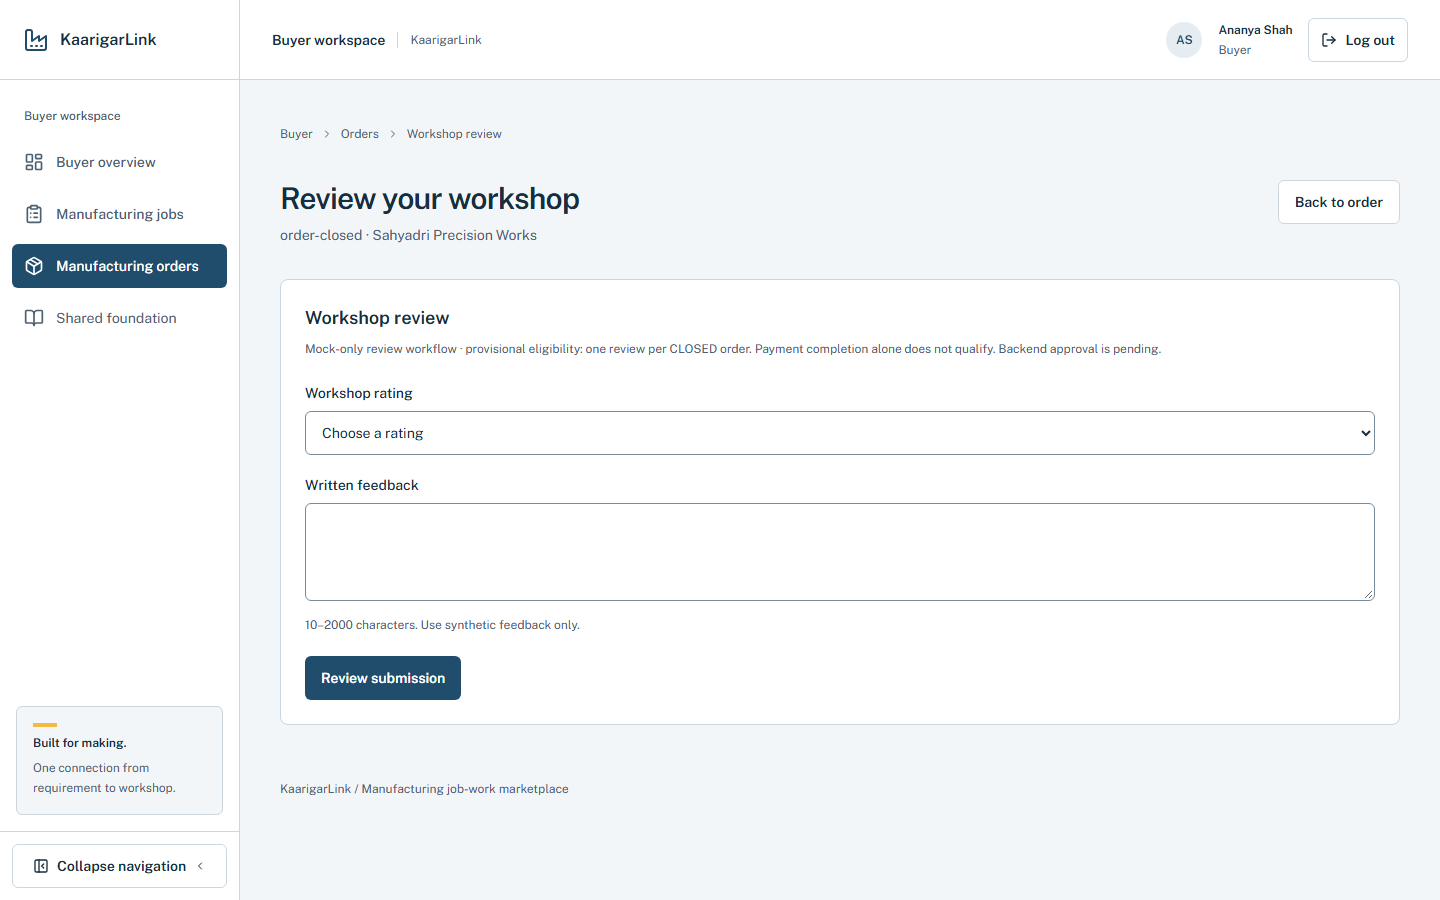 KaarigarLink
Buyer workspace
KaarigarLink
AS
Ananya Shah
Buyer
Log out
Buyer workspace
Buyer overview
Manufacturing jobs
Manufacturing orders
Shared foundation
Built for making.
One connection from
requirement to workshop.
Collapse navigation
Buyer
Orders
Workshop review
Review your workshop
order-closed · Sahyadri Precision Works
Back to order
Workshop review
Mock-only review workflow · provisional eligibility: one review per CLOSED order. Payment completion alone does not qualify. Backend approval is pending.
Workshop rating
Choose a rating
Written feedback
10–2000 characters. Use synthetic feedback only.
Review submission
KaarigarLink / Manufacturing job-work marketplace